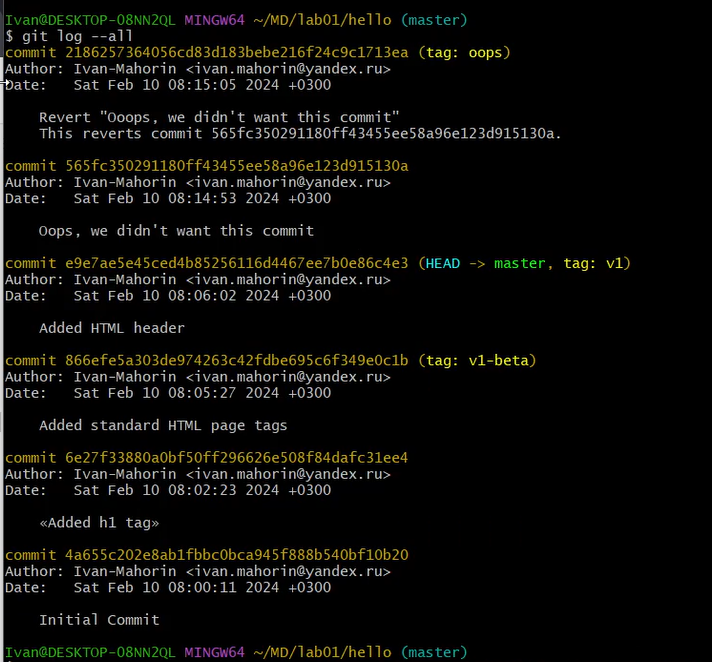 Ivan@DESKTOP-08NN2QL MINGW64 ~/MD/lab01/hello (master)
$ git log --all
commit 2186257364056cd83d183bebe216f24c9c1713ea (tag: oops)
Author: Ivan-Mahorin <ivan.mahorin@yandex.ru>
Date:   Sat Feb 10 08:15:05 2024 +0300
Revert "Ooops, we didn't want this commit"
This reverts commit 565fc350291180ff43455ee58a96e123d915130a.
commit 565fc350291180ff43455ee58a96e123d915130a
Author: Ivan-Mahorin <ivan.mahorin@yandex.ru>
Date:   Sat Feb 10 08:14:53 2024 +0300
Oops, we didn't want this commit
commit e9e7ae5e45ced4b85256116d4467ee7b0e86c4e3 (HEAD -> master, tag: v1)
Author: Ivan-Mahorin <ivan.mahorin@yandex.ru>
Date:   Sat Feb 10 08:06:02 2024 +0300
Added HTML header
commit 866efe5a303de974263c42fdbe695c6f349e0c1b (tag: v1-beta)
Author: Ivan-Mahorin <ivan.mahorin@yandex.ru>
Date:   Sat Feb 10 08:05:27 2024 +0300
Added standard HTML page tags
commit 6e27f33880a0bf50ff296626e508f84dafc31ee4
Author: Ivan-Mahorin <ivan.mahorin@yandex.ru>
Date:   Sat Feb 10 08:02:23 2024 +0300
«Added h1 tag»
commit 4a655c202e8ab1fbbc0bca945f888b540bf10b20
Author: Ivan-Mahorin <ivan.mahorin@yandex.ru>
Date:   Sat Feb 10 08:00:11 2024 +0300
Initial Commit
Ivan@DESKTOP-08NN2QL MINGW64 ~/MD/lab01/hello (master)